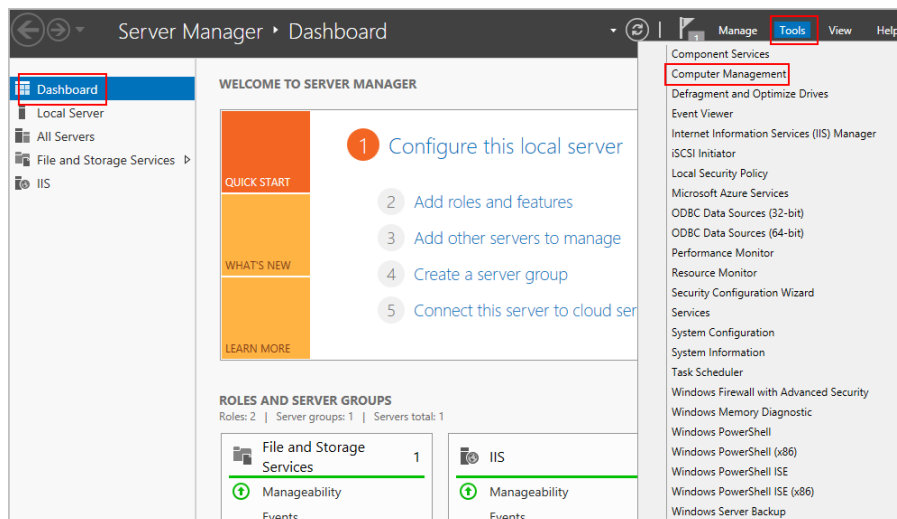 Server Manager ‣ Dashboard
1
Manage
Tools
View
Help
Dashboard
Local Server
All Servers
File and Storage Services
IIS
WELCOME TO SERVER MANAGER
QUICK START
WHAT'S NEW
LEARN MORE
1 Configure this local server
2 Add roles and features
3 Add other servers to manage
4 Create a server group
5 Connect this server to cloud ser
ROLES AND SERVER GROUPS
Roles: 2 | Server groups: 1 | Servers total: 1
File and Storage
Services
1
Manageability
Events
IIS
Manageability
Events
Component Services
Computer Management
Defragment and Optimize Drives
Event Viewer
Internet Information Services (IIS) Manager
iSCSI Initiator
Local Security Policy
Microsoft Azure Services
ODBC Data Sources (32-bit)
ODBC Data Sources (64-bit)
Performance Monitor
Resource Monitor
Security Configuration Wizard
Services
System Configuration
System Information
Task Scheduler
Windows Firewall with Advanced Security
Windows Memory Diagnostic
Windows PowerShell
Windows PowerShell (x86)
Windows PowerShell ISE
Windows PowerShell ISE (x86)
Windows Server Backup